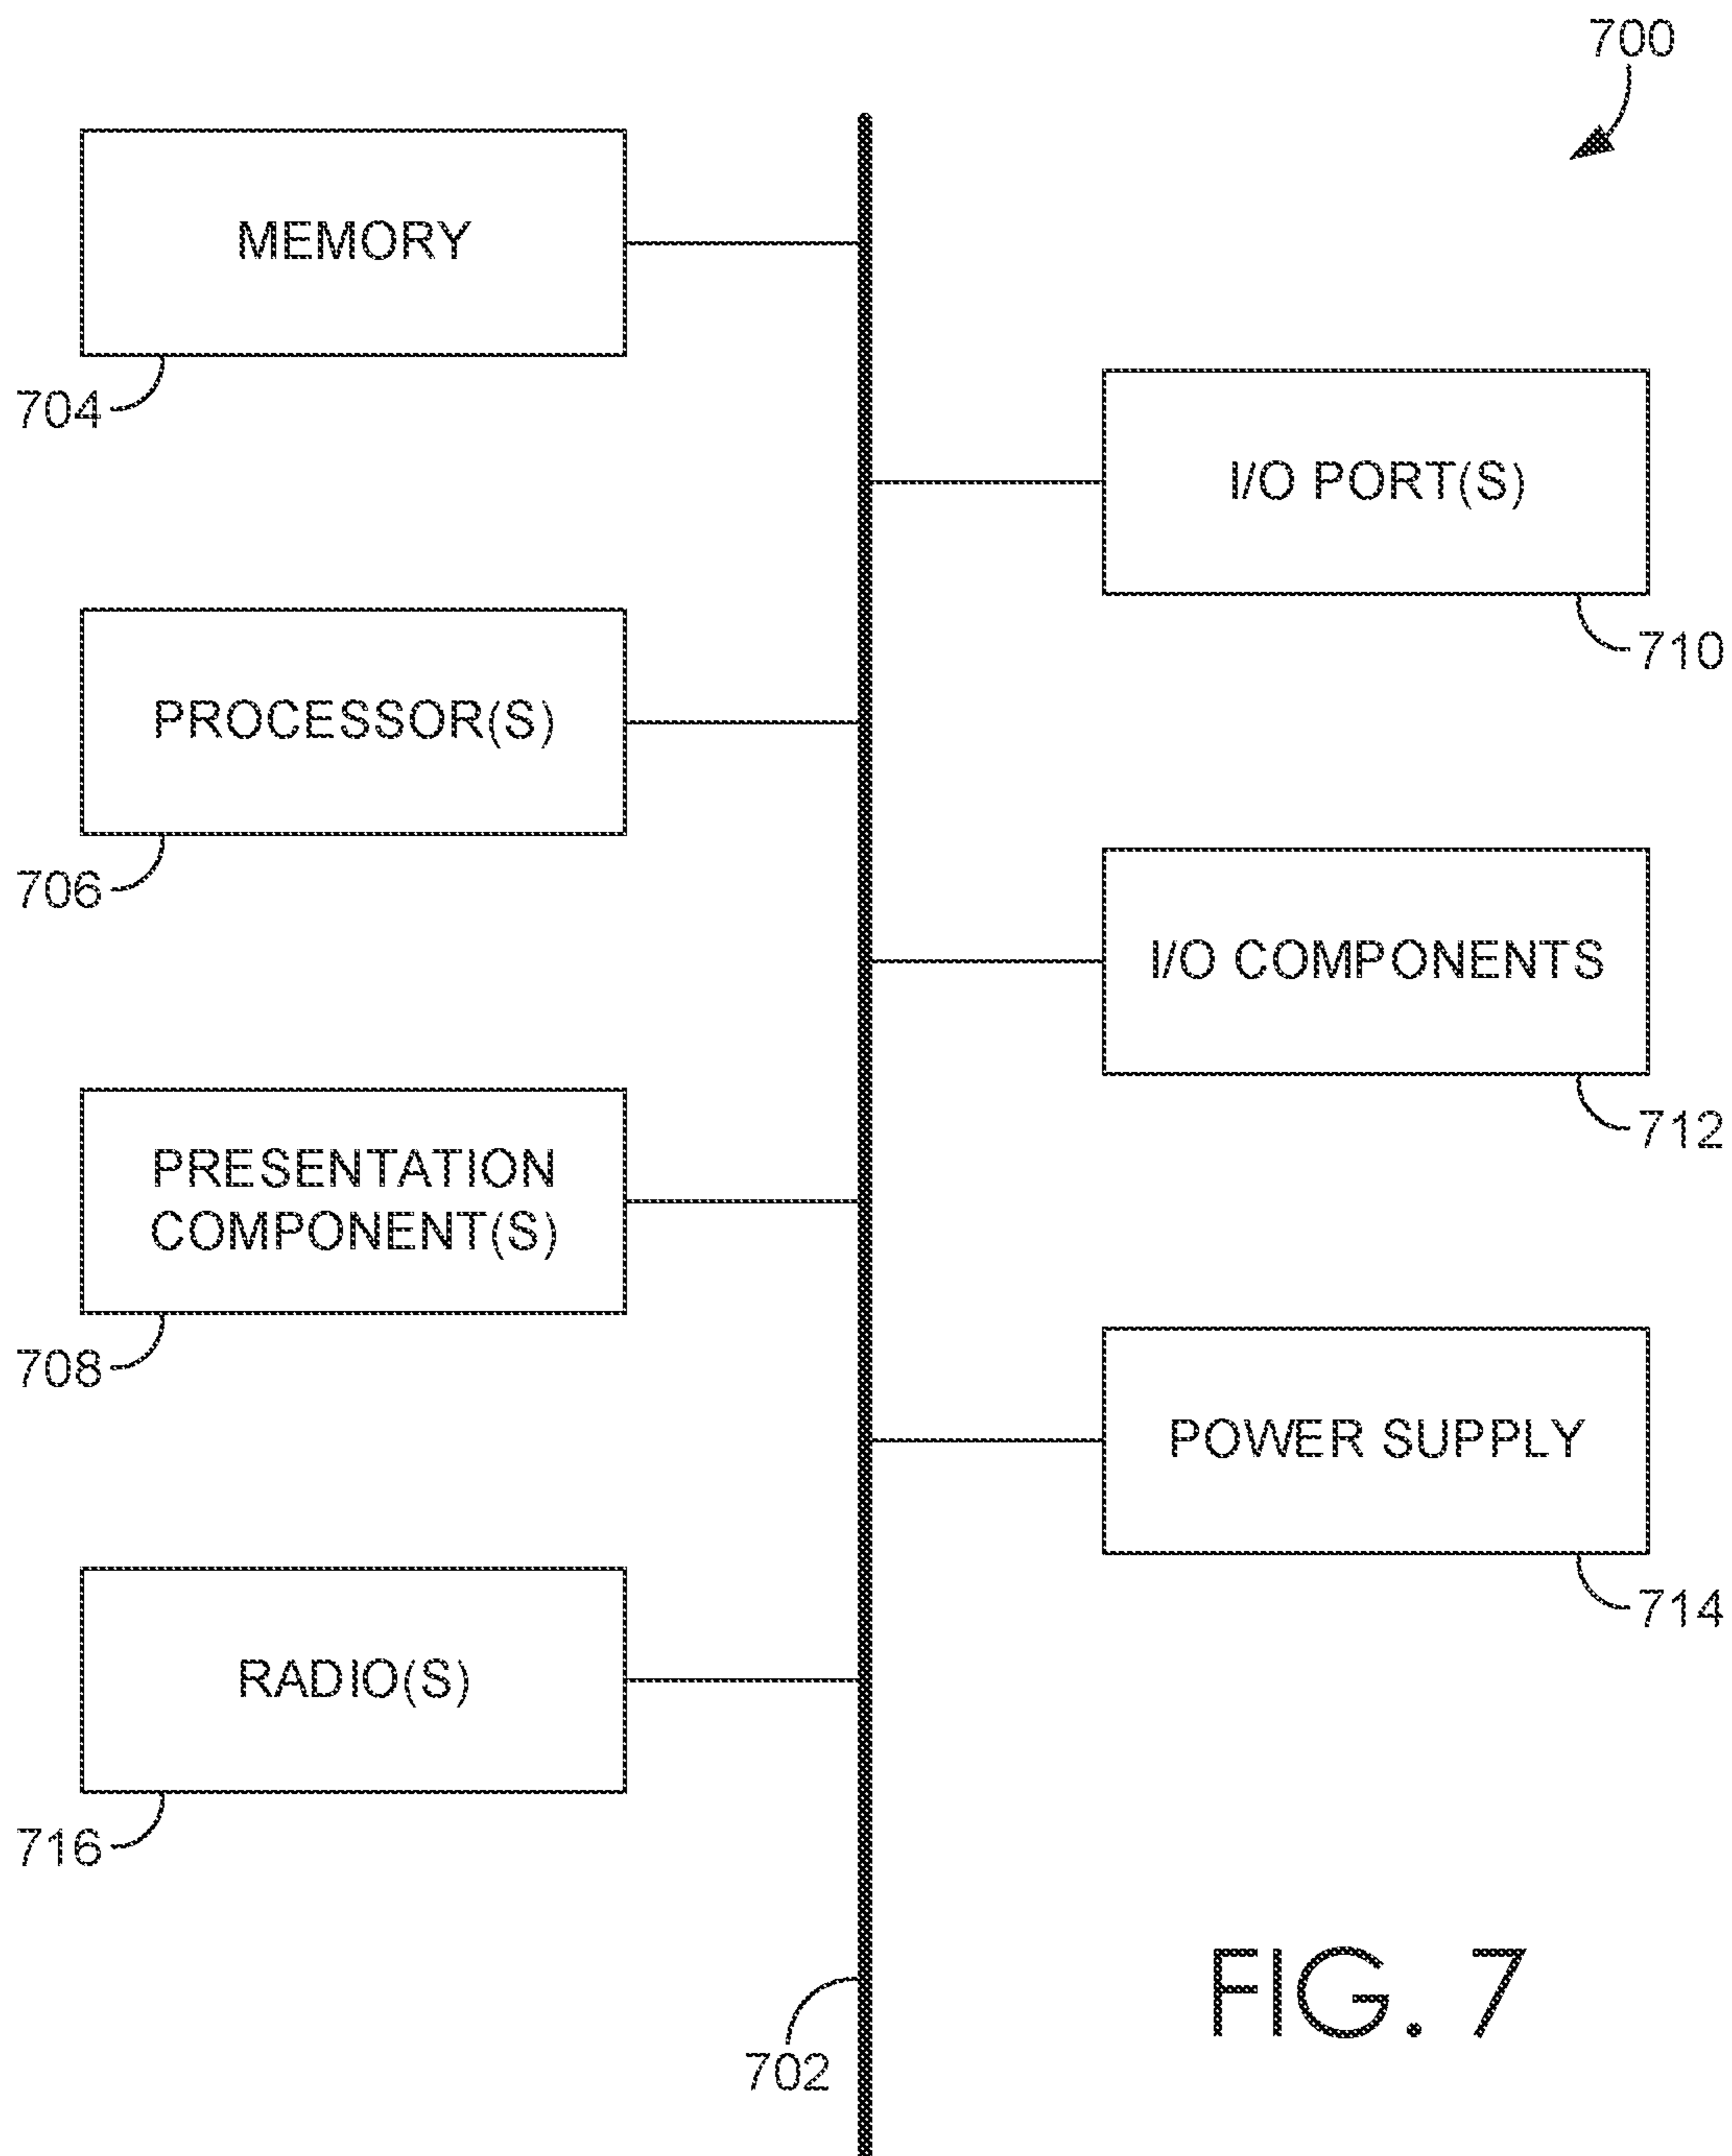 700
MEMORY
704
I/O PORT(S)
710
PROCESSOR(S)
706
I/O COMPONENTS
712
PRESENTATION
COMPONENT(S)
708
POWER SUPPLY
714
RADIO(S)
716
702
FIG. 7